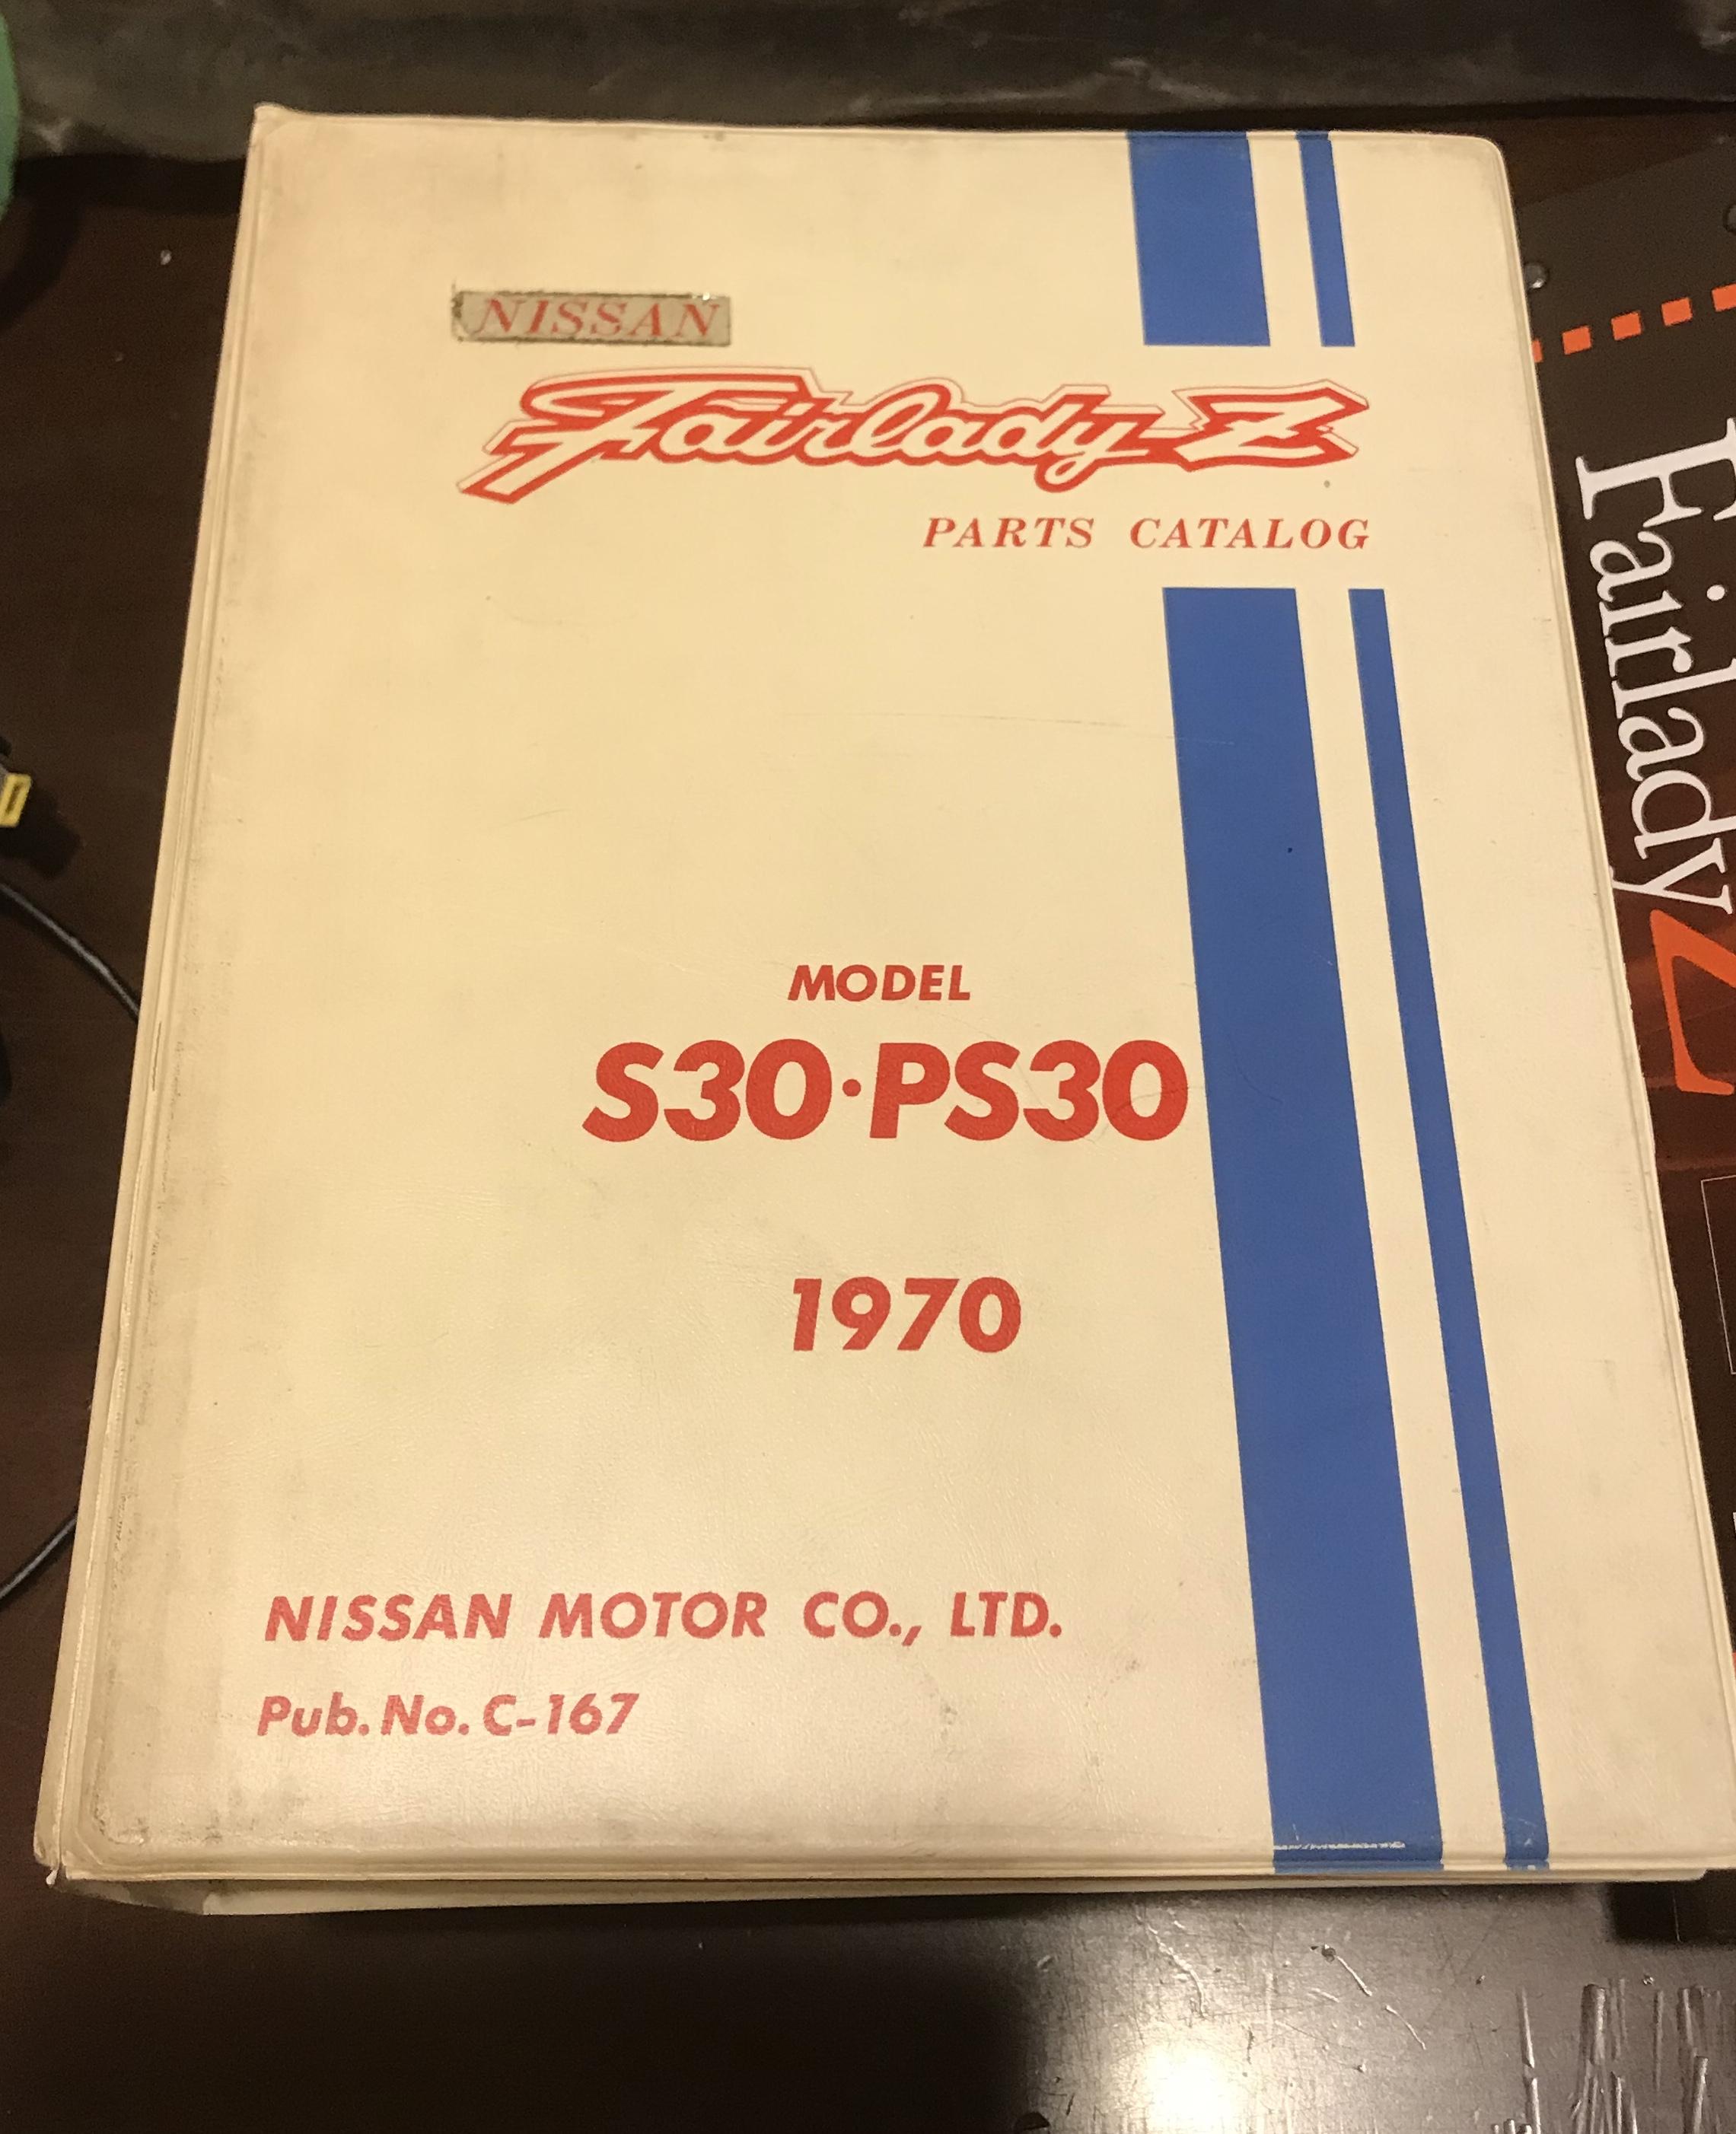 NISSAN
Fairlady Z
PARTS CATALOG
MODEL
S30·PS30
1970
NISSAN MOTOR CO., LTD.
Pub. No. C-167
Fairlady Z